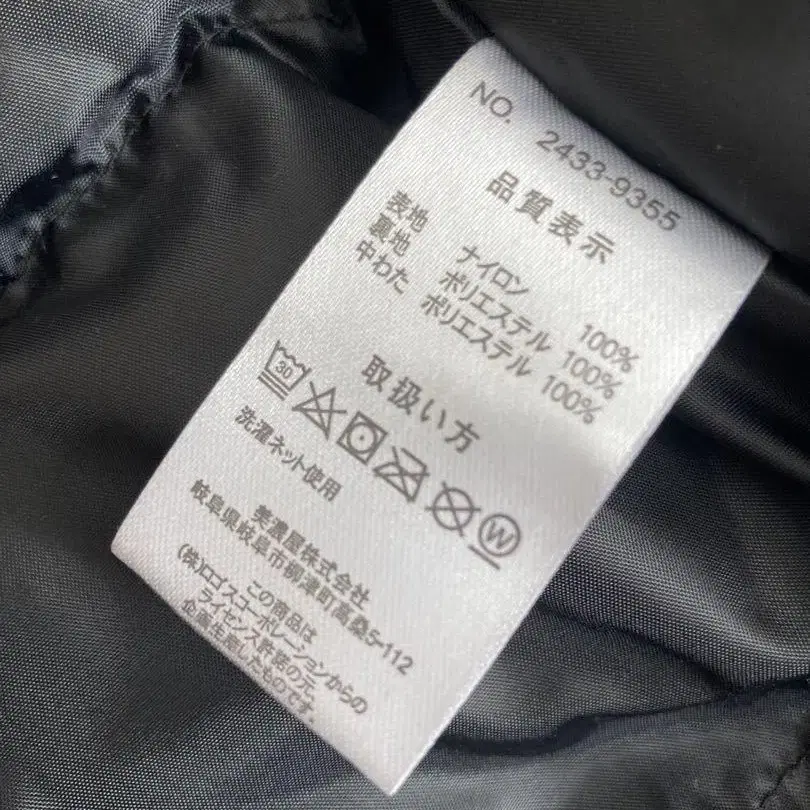 NO. 2433-9355
品質表示
表地 ナイロン 100%
裏地 ポリエステル 100%
中わた ポリエステル 100%
取扱い方
30
W
洗濯ネット使用
美濃屋株式会社
岐阜県岐阜市柳津町高桑5-112
この商品は
(株)ロゴスコーポレーションからの
ライセンス許諾の元、
企画生産したものです。